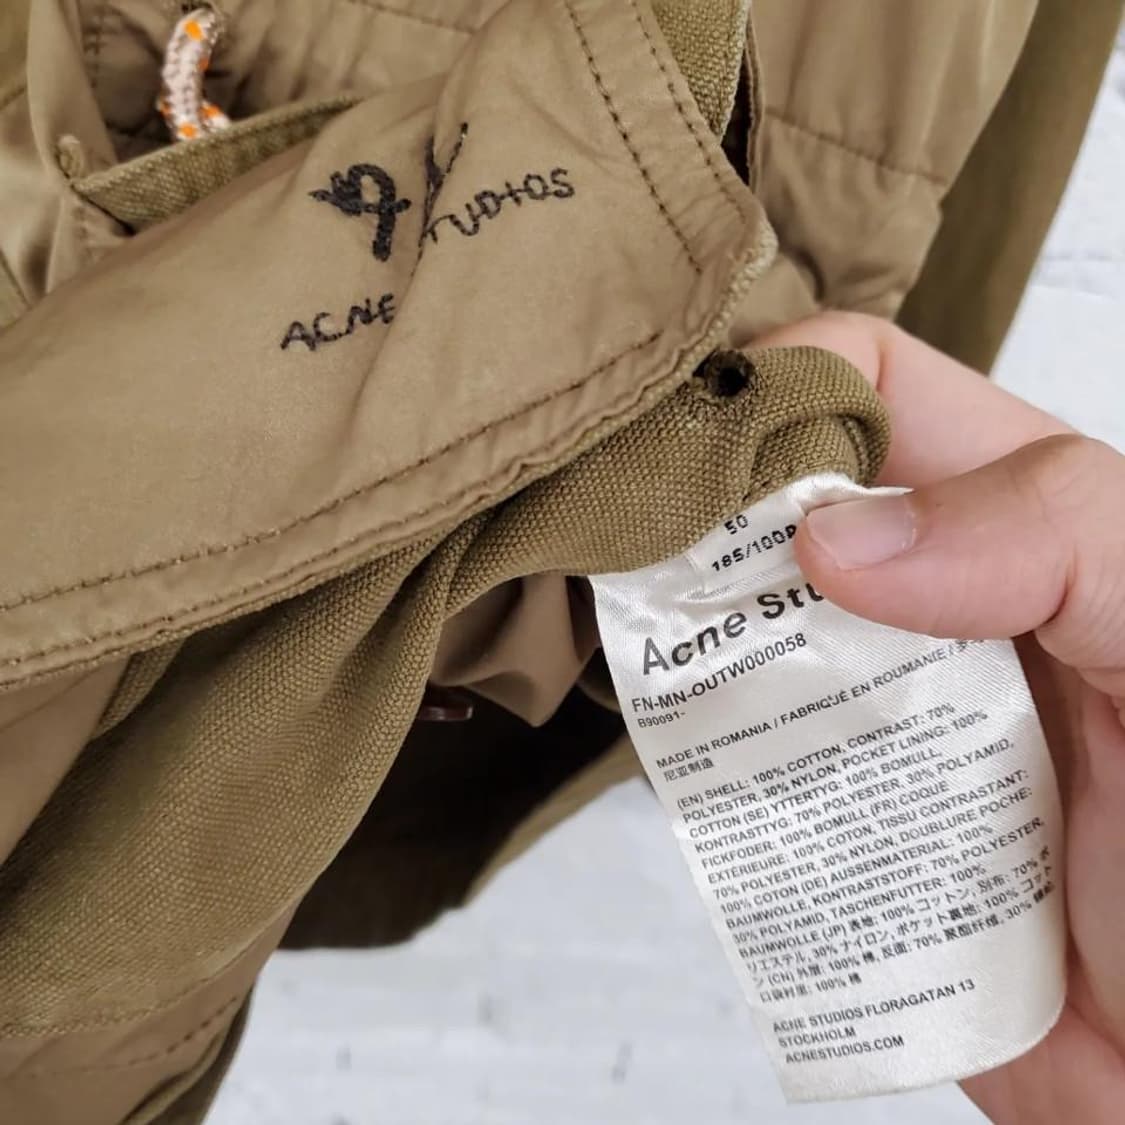 STUDIOS
ACNE
50
185/100
Acne
FN-MN-OUTW000058
B90091-
MADE IN ROMANIA / FABRIQUÉ EN ROUMANIE /
尼亚制造
(EN) SHELL: 100% COTTON, CONTRAST: 70%
POLYESTER, 30% NYLON, POCKET LINING: 100%
COTTON (SE) YTTERTYG: 100% BOMULL,
KONTRASTTYG: 70% POLYESTER, 30% POLYAMID,
FICKFODER: 100% BOMULL (FR) COQUE
EXTÉRIEURE: 100% COTON, TISSU CONTRASTANT:
70% POLYESTER, 30% NYLON, DOUBLURE POCHE:
100% COTON (DE) AUSSENMATERIAL: 100%
BAUMWOLLE, KONTRASTSTOFF: 70% POLYESTER,
30% POLYAMID, TASCHENFUTTER: 100%
BAUMWOLLE (JP) 表地: 100% コットン, 別布: 70% ポ
リエステル, 30% ナイロン, ポケット裏地: 100% コット
ン (CN) 外層: 100% 棉, 反面: 70% 聚酯纤维, 30%
口袋衬里: 100% 棉
ACNE STUDIOS FLORAGATAN 13
STOCKHOLM
ACNESTUDIOS.COM